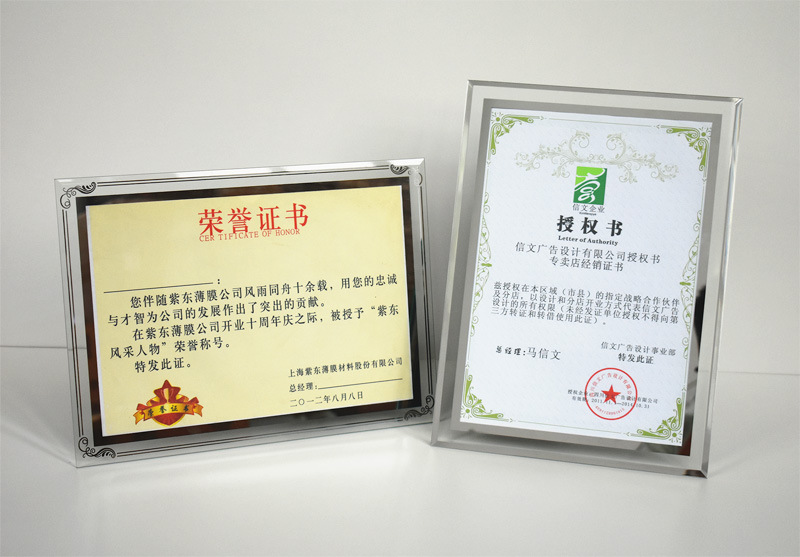 荣誉证书
CERTIFICATE OF HONOR
：
您伴随紫东薄膜公司风雨同舟十余载，用您的忠诚
与才智为公司的发展作出了突出的贡献。
在紫东薄膜公司开业十周年庆之际，被授予“紫东
风采人物”荣誉称号。
特发此证。
上海紫东薄膜材料股份有限公司
总经理：
二〇一二年八月八日
荣誉证书
信文企业
授权书
Letter of Authority
信文广告设计有限公司授权书
专卖店经销证书
兹授权在本区域（市县）的指定战略合作伙伴
及分店，以设计和分店开业方式代表信文广告
设计的所有权限（未经发证单位授权不得向第
三方转证和转借使用此证）。
总经理：马信文
信文广告设计事业部
特发此证